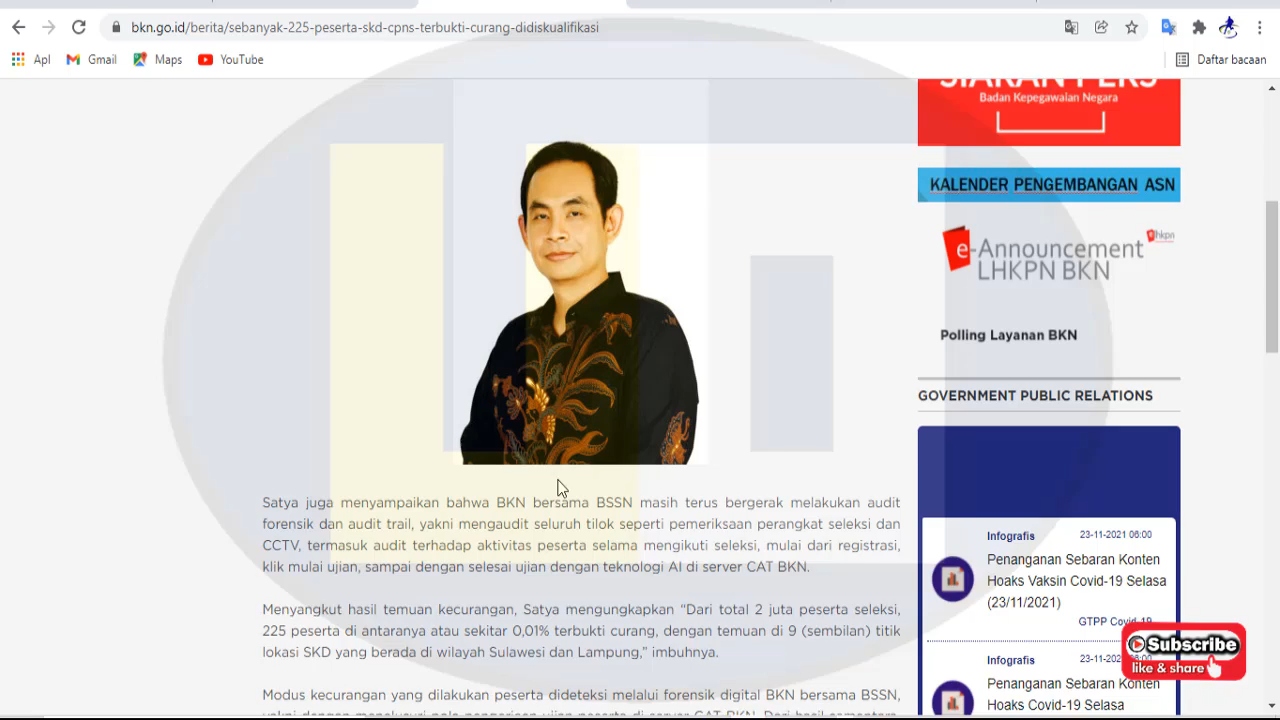 bkn.go.id/berita/sebanyak-225-peserta-skd-cpns-terbukti-curang-didiskualifikasi
Apl Gmail Maps YouTube Daftar bacaan
SIARAN PERS
Badan Kepegawaian Negara
KALENDER PENGEMBANGAN ASN
e-Announcement
LHKPN BKN
Polling Layanan BKN
GOVERNMENT PUBLIC RELATIONS
Infografis 23-11-2021 06:00
Penanganan Sebaran Konten
Hoaks Vaksin Covid-19 Selasa
(23/11/2021)
GTPP Covid-19
Infografis
Penanganan Sebaran Konten
Satya juga menyampaikan bahwa BKN bersama BSSN masih terus bergerak melakukan audit
forensik dan audit trail, yakni mengaudit seluruh tilok seperti pemeriksaan perangkat seleksi dan
CCTV, termasuk audit terhadap aktivitas peserta selama mengikuti seleksi, mulai dari registrasi,
klik mulai ujian, sampai dengan selesai ujian dengan teknologi AI di server CAT BKN.
Menyangkut hasil temuan kecurangan, Satya mengungkapkan “Dari total 2 juta peserta seleksi,
225 peserta di antaranya atau sekitar 0,01% terbukti curang, dengan temuan di 9 (sembilan) titik
lokasi SKD yang berada di wilayah Sulawesi dan Lampung,” imbuhnya.
Modus kecurangan yang dilakukan peserta dideteksi melalui forensik digital BKN bersama BSSN,
Subscribe
like & share